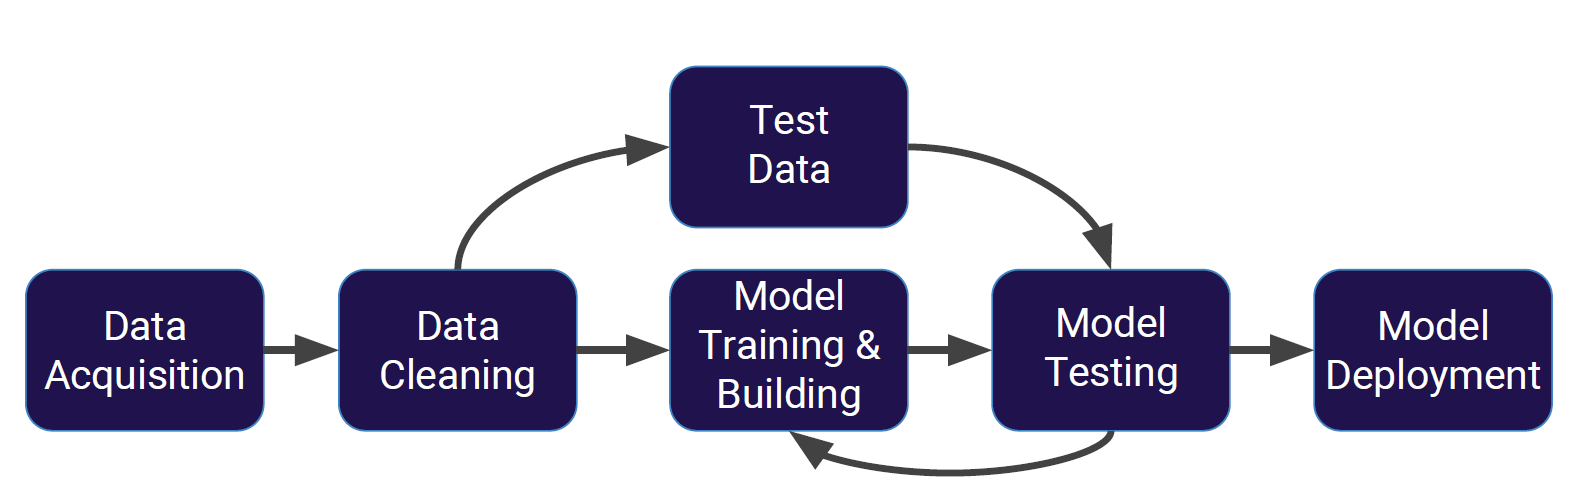 Test
Data
Data
Acquisition
Data
Cleaning
Model
Training &
Building
Model
Testing
Model
Deployment